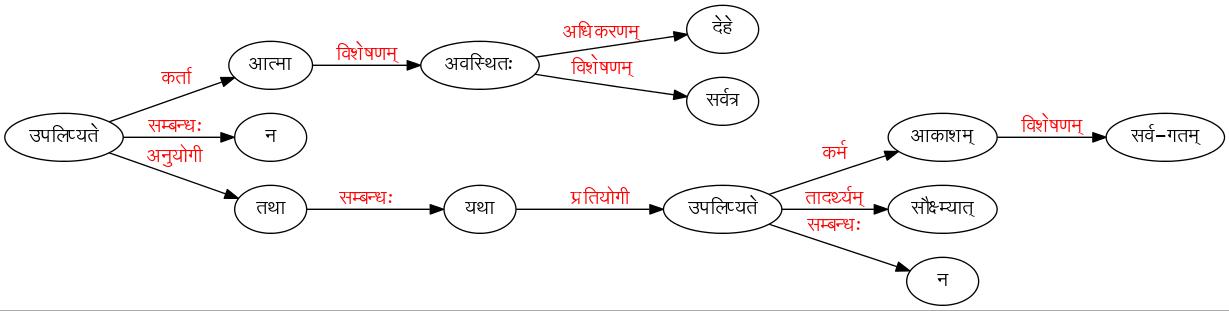 देहे
अधिकरणम्
विशेषणम् आत्मा अवस्थितः
विशेषणम्
कर्ता
सर्वत्र
उपलिप्यते सम्बन्धः न
आकाशम् विशेषणम् सर्व-गतम्
अनुयोगी
कर्म
तथा सम्बन्धः यथा प्रतियोगी उपलिप्यते तादर्थ्यम् सौक्ष्म्यात्
सम्बन्धः
न